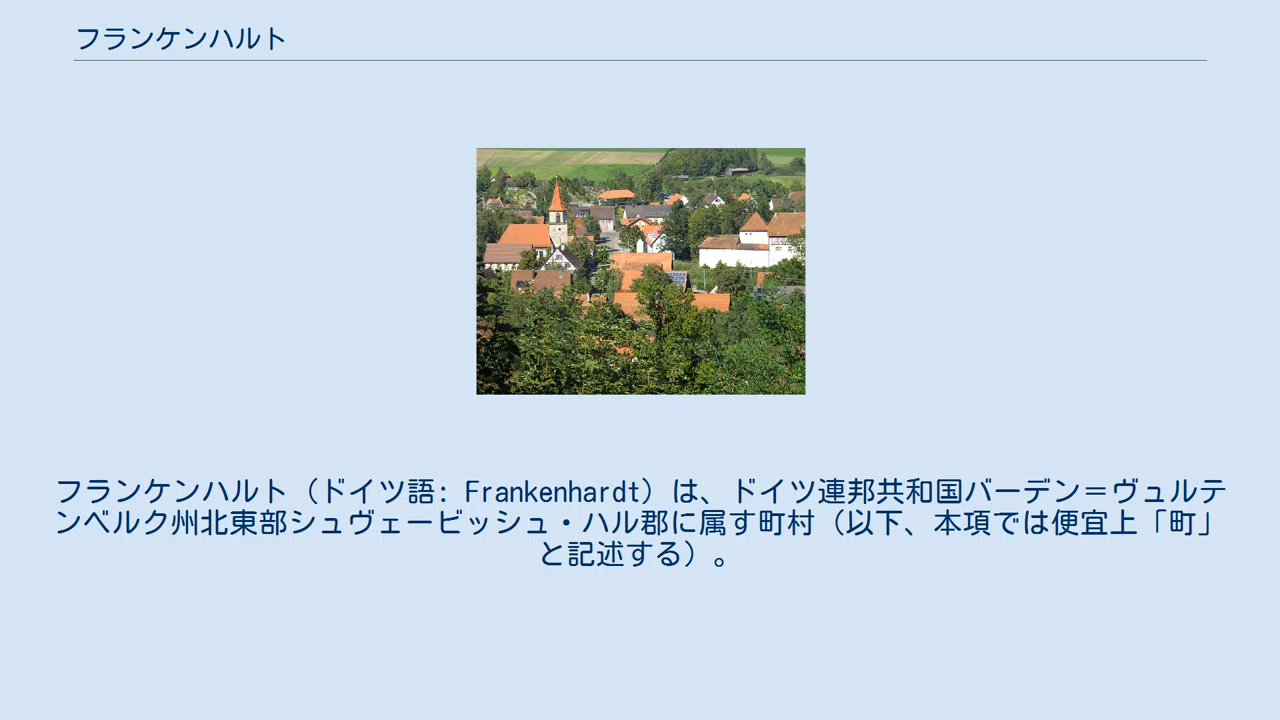 フランケンハルト
フランケンハルト（ドイツ語: Frankenhardt）は、ドイツ連邦共和国バーデン＝ヴュルテ
ンベルク州北東部シュヴェービッシュ・ハル郡に属す町村（以下、本項では便宜上「町」
と記述する）。